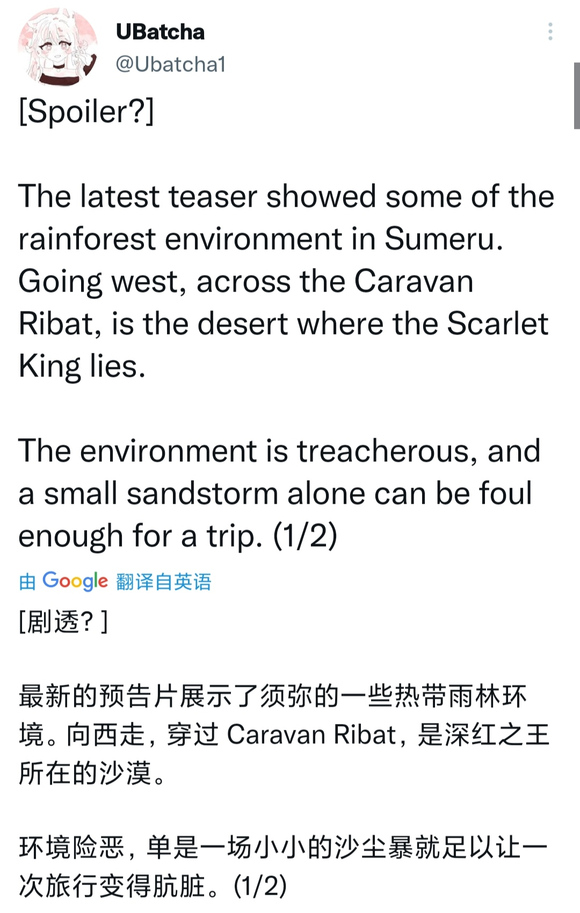 UBatcha
@Ubatcha1
[Spoiler?]
The latest teaser showed some of the
rainforest environment in Sumeru.
Going west, across the Caravan
Ribat, is the desert where the Scarlet
King lies.
The environment is treacherous, and
a small sandstorm alone can be foul
enough for a trip. (1/2)
由 Google 翻译自英语
[剧透? ]
最新的预告片展示了须弥的一些热带雨林环
境。向西走，穿过 Caravan Ribat，是深红之王
所在的沙漠。
环境险恶，单是一场小小的沙尘暴就足以让一
次旅行变得肮脏。(1/2)